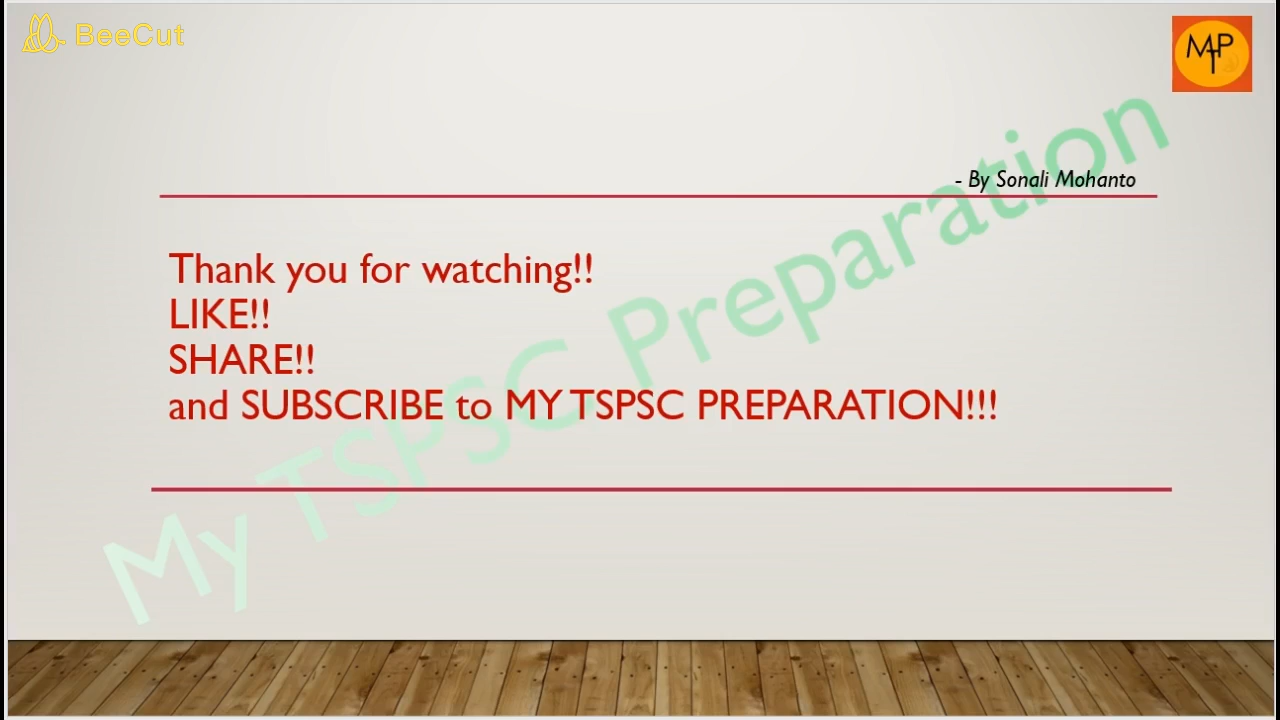 BeeCut
MTP
- By Sonali Mohanto
Thank you for watching!!
LIKE!!
SHARE!!
and SUBSCRIBE to MY TSPSC PREPARATION!!!
My TSPSC Preparation